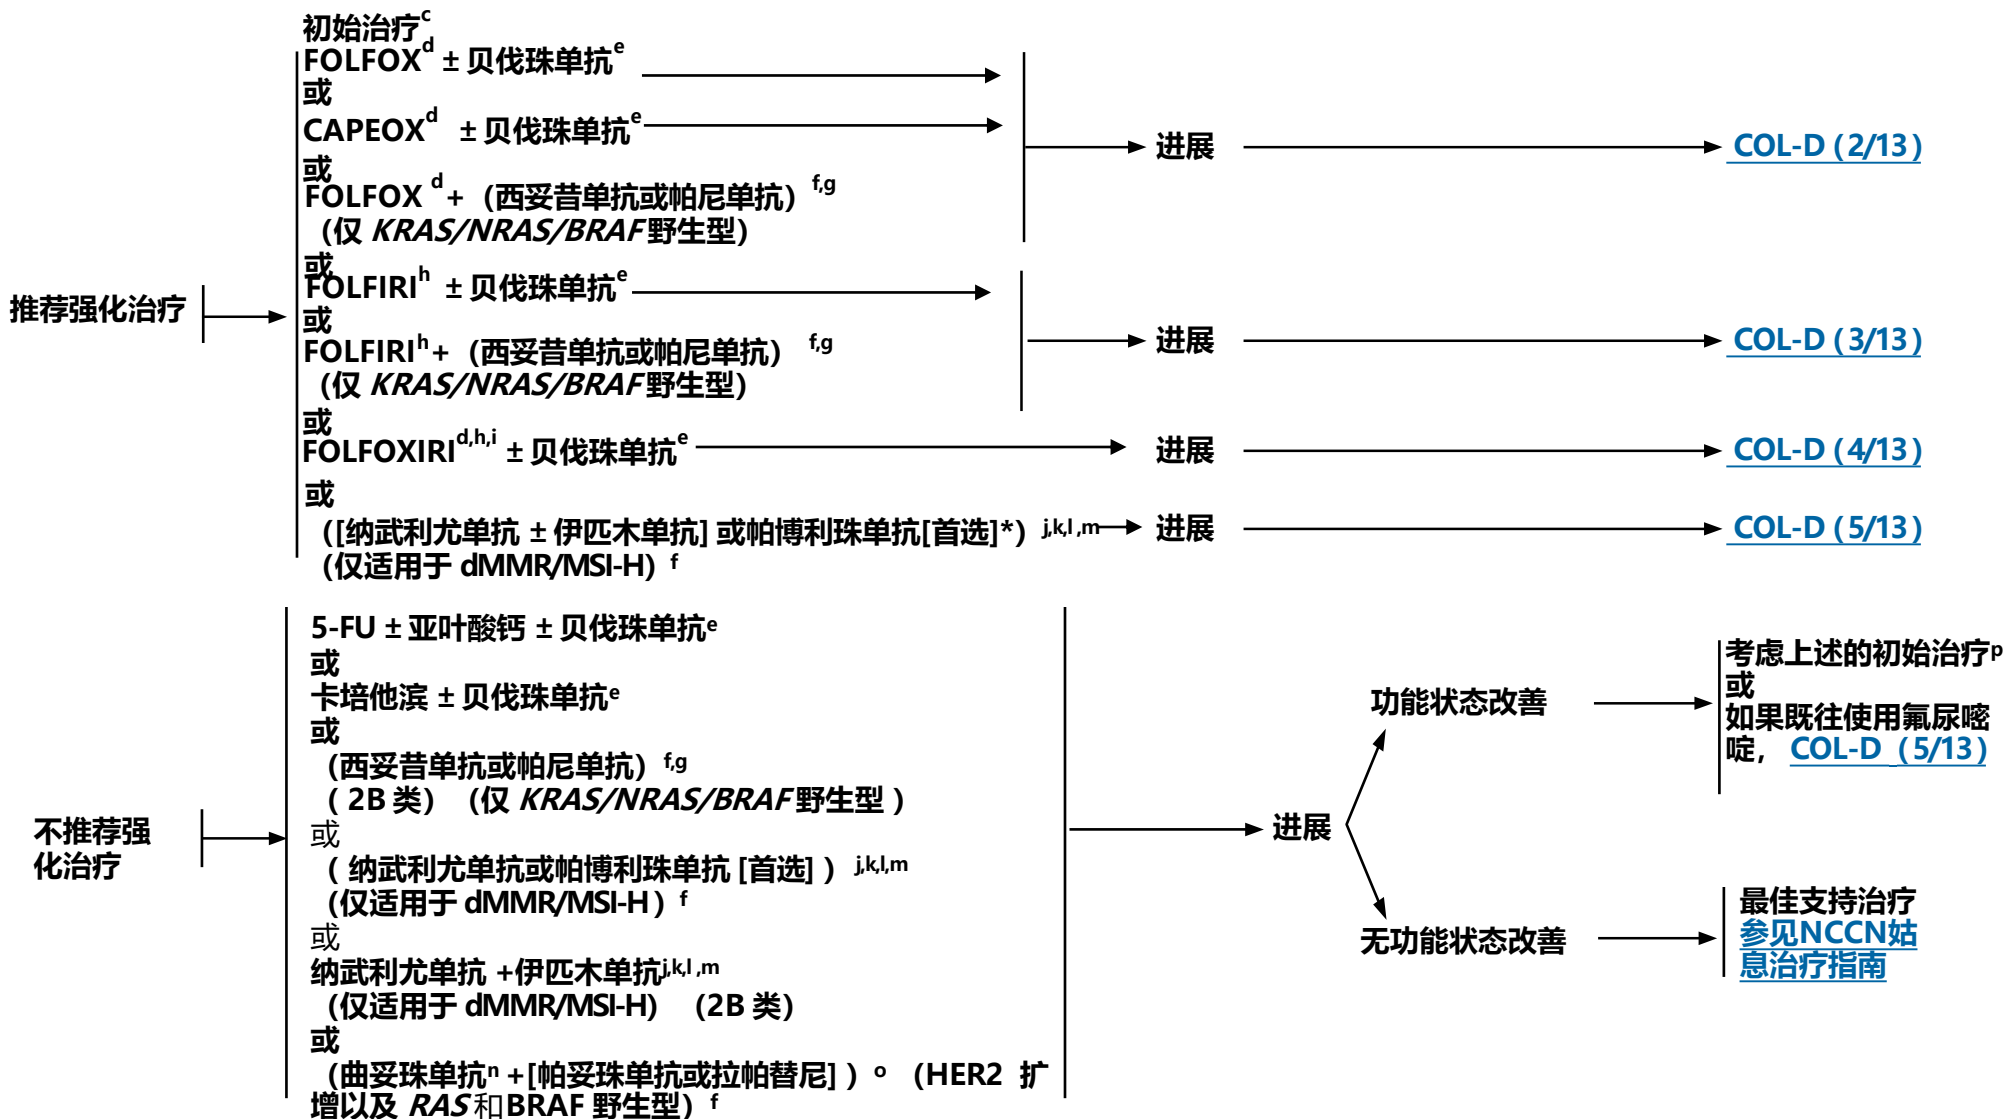 初始治疗c
FOLFOXd ± 贝伐珠单抗e
或
CAPEOXd ± 贝伐珠单抗e
或
FOLFOX d +（西妥昔单抗或帕尼单抗） f,g
（仅 KRAS/NRAS/BRAF 野生型）
或
FOLFIRIh ± 贝伐珠单抗e
或
FOLFIRIh+（西妥昔单抗或帕尼单抗） f,g
（仅 KRAS/NRAS/BRAF 野生型）
或
FOLFOXIRId,h,i ± 贝伐珠单抗e
或
（[纳武利尤单抗 ± 伊匹木单抗] 或帕博利珠单抗[首选]*）j,k,l ,m
（仅适用于 dMMR/MSI-H）f
推荐强化治疗
进展
COL-D (2/13)
进展
COL-D (3/13)
进展
COL-D (4/13)
进展
COL-D (5/13)
不推荐强
化治疗
5-FU ± 亚叶酸钙 ± 贝伐珠单抗e
或
卡培他滨 ± 贝伐珠单抗e
或
（西妥昔单抗或帕尼单抗）f,g
（ 2B 类）（仅 KRAS/NRAS/BRAF 野生型 ）
或
（ 纳武利尤单抗或帕博利珠单抗 [首选] ） j,k,l,m
（仅适用于 dMMR/MSI-H ）f
或
纳武利尤单抗 +伊匹木单抗j,k,l ,m
（仅适用于 dMMR/MSI-H）（2B 类）
或
（曲妥珠单抗n +[帕妥珠单抗或拉帕替尼] ）o （HER2 扩
增以及 RAS 和BRAF 野生型）f
进展
功能状态改善
考虑上述的初始治疗p
或
如果既往使用氟尿嘧
啶， COL-D (5/13)
无功能状态改善
最佳支持治疗
参见NCCN姑
息治疗指南